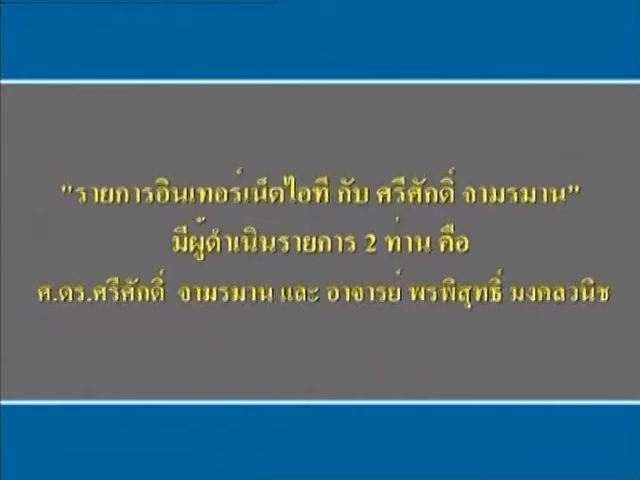 "รายการอินเทอร์เน็ตไอที กับ ศรีศักดิ์ จามรมาน"
มีผู้ดำเนินรายการ 2 ท่าน คือ
ศ.ดร.ศรีศักดิ์ จามรมาน และ อาจารย์ พรพิสุทธิ์ มงคลวนิช